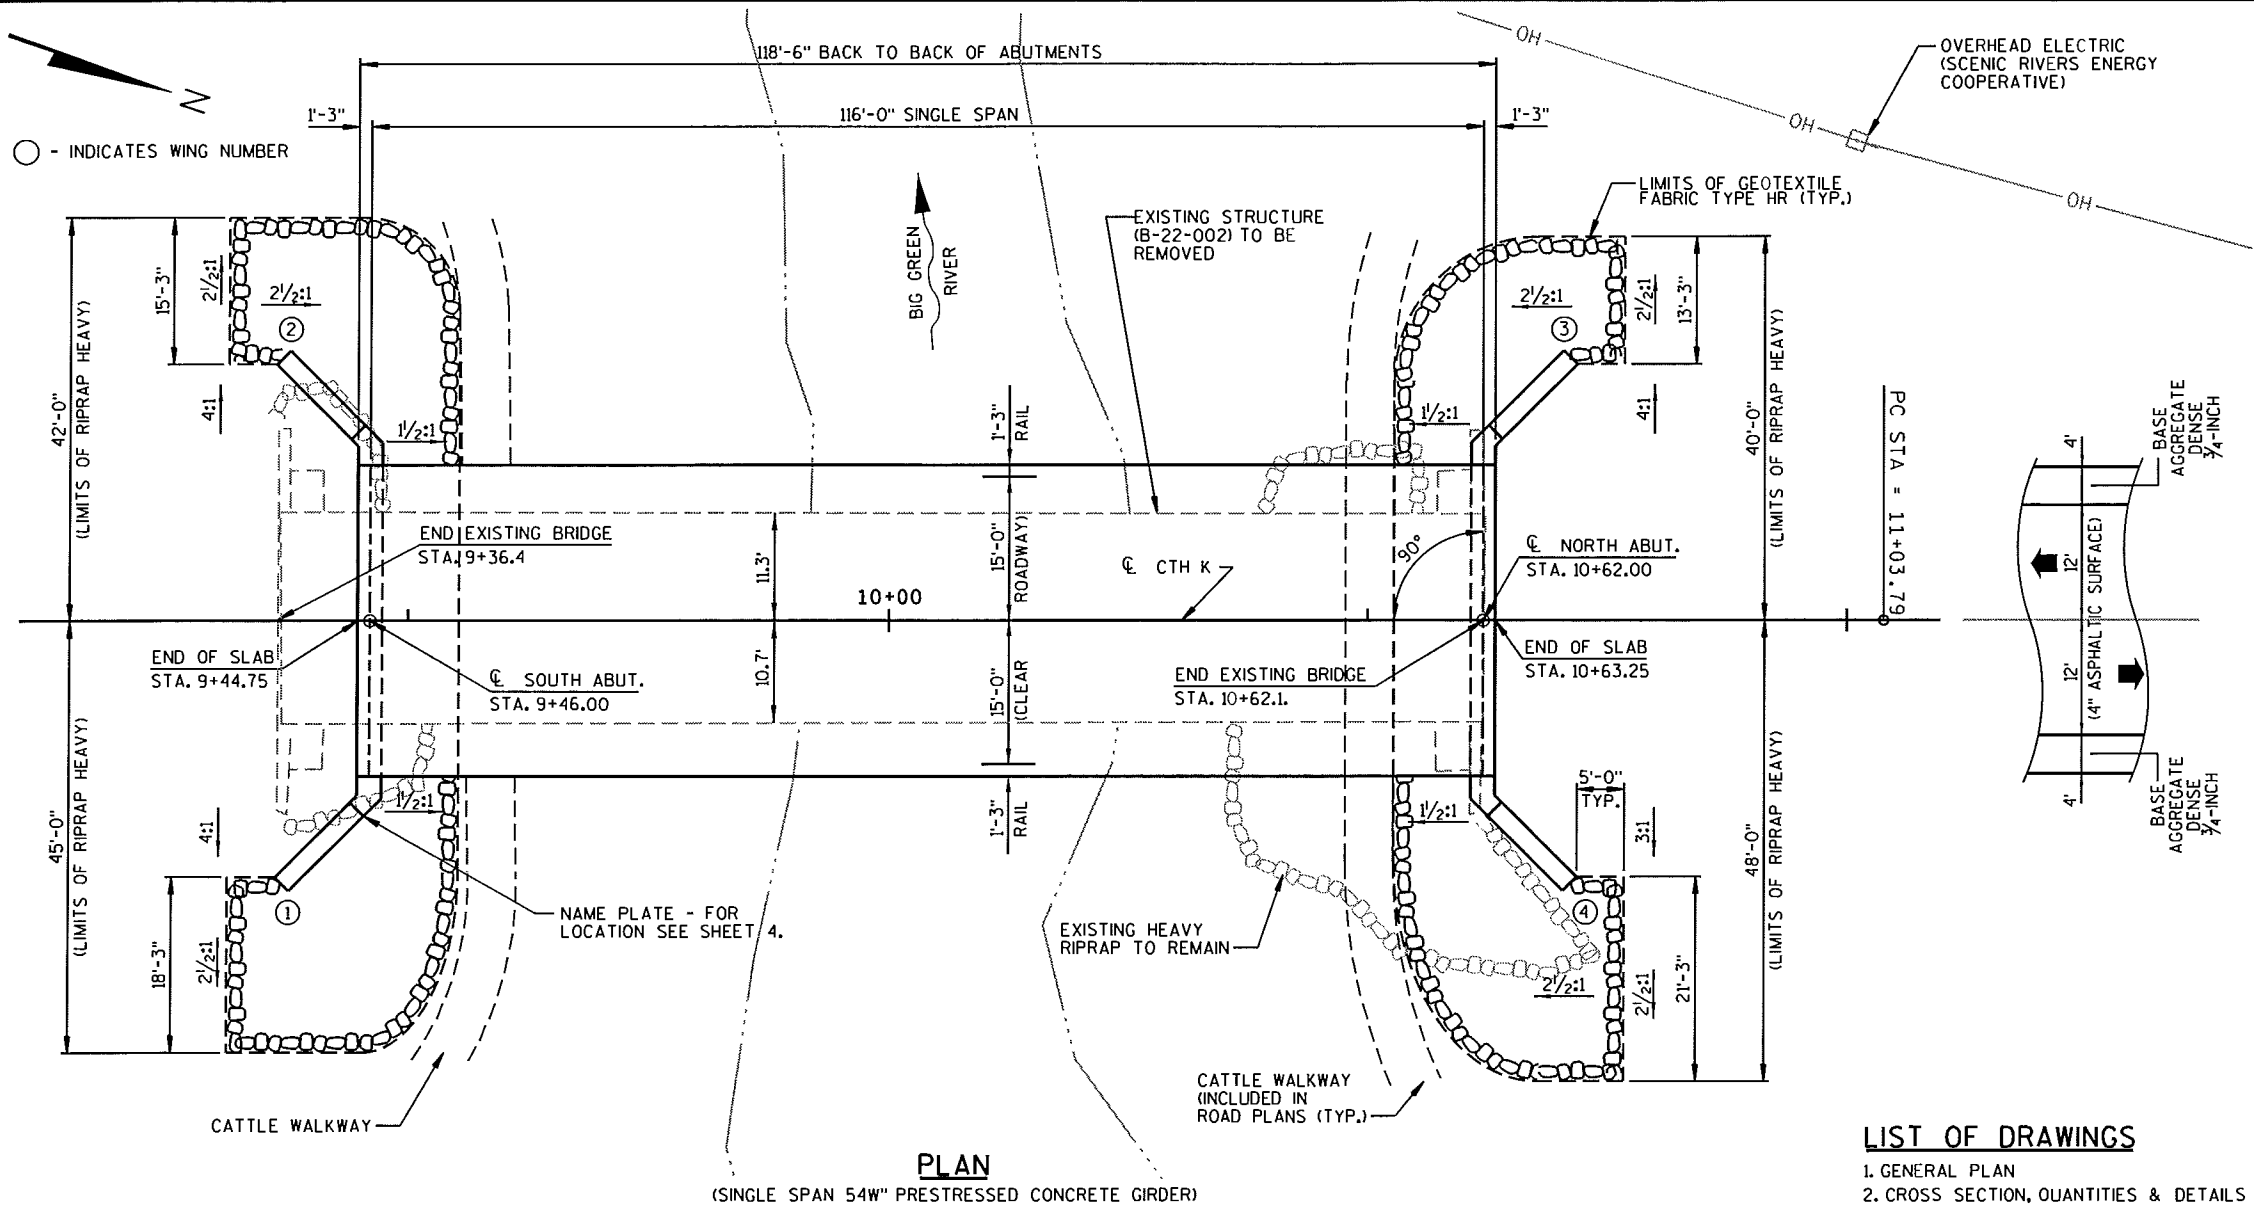 118'-6" BACK TO BACK OF ABUTMENTS
1'-3"
116'-0" SINGLE SPAN
1'-3"
N
○ - INDICATES WING NUMBER
OH
OH
OH
OVERHEAD ELECTRIC
(SCENIC RIVERS ENERGY
COOPERATIVE)
LIMITS OF GEOTEXTILE
FABRIC TYPE HR (TYP.)
EXISTING STRUCTURE
(B-22-002) TO BE
REMOVED
BIG GREEN
RIVER
42'-0"
(LIMITS OF RIPRAP HEAVY)
15'-3"
2 1/2:1
2 1/2:1
2
4:1
1 1/2:1
1'-3"
RAIL
15'-0"
ROADWAY)
2 1/2:1
3
2 1/2:1
13'-3"
4:1
1 1/2:1
40'-0"
(LIMITS OF RIPRAP HEAVY)
PC STA = 11+03.79
4'
BASE
AGGREGATE
DENSE
3/4-INCH
12'
12'
(4" ASPHALTIC SURFACE)
4'
BASE
AGGREGATE
DENSE
3/4-INCH
END EXISTING BRIDGE
STA. 9+36.4
11.3'
10+00
℄ CTH K
90°
℄ NORTH ABUT.
STA. 10+62.00
END OF SLAB
STA. 9+44.75
℄ SOUTH ABUT.
STA. 9+46.00
10.7'
15'-0"
(CLEAR
END EXISTING BRIDGE
STA. 10+62.1.
END OF SLAB
STA. 10+63.25
45'-0"
(LIMITS OF RIPRAP HEAVY)
4:1
1 1/2:1
1'-3"
RAIL
1 1/2:1
5'-0"
TYP.
3:1
48'-0"
(LIMITS OF RIPRAP HEAVY)
1
18'-3"
2 1/2:1
NAME PLATE - FOR
LOCATION SEE SHEET 4.
EXISTING HEAVY
RIPRAP TO REMAIN
4
2 1/2:1
2 1/2:1
21'-3"
CATTLE WALKWAY
CATTLE WALKWAY
(INCLUDED IN
ROAD PLANS (TYP.)
PLAN
(SINGLE SPAN 54W" PRESTRESSED CONCRETE GIRDER)
LIST OF DRAWINGS
1. GENERAL PLAN
2. CROSS SECTION, QUANTITIES & DETAILS